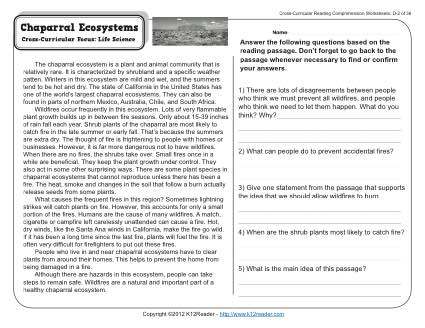 Cross-Curricular Reading Comprehension Worksheets: D-2 of 36
Chaparral Ecosystems
Cross-Curricular Focus: Life Science
The chaparral ecosystem is a plant and animal community that is
relatively rare. It is characterized by shrubland and a specific weather
pattern. Winters in this ecosystem are mild and wet, and the summers
tend to be hot and dry. The state of California in the United States has
one of the world's largest chaparral ecosystems. They can also be
found in parts of northern Mexico, Australia, Chile, and South Africa.
Wildfires occur frequently in this ecosystem. Lots of very flammable
plant growth builds up in between fire seasons. Only about 15-39 inches
of rain fall each year. Shrub plants of the chaparral are most likely to
catch fire in the late summer or early fall. That's because the summers
are extra dry. The thought of fire is frightening to people with homes or
businesses. However, it is far more dangerous not to have wildfires.
When there are no fires, the shrubs take over. Small fires once in a
while are beneficial. They keep the plant growth under control. They
also act in some other surprising ways. There are some plant species in
chaparral ecosystems that cannot reproduce unless there has been a
fire. The heat, smoke and changes in the soil that follow a burn actually
release seeds from some plants.
What causes the frequent fires in this region? Sometimes lightning
strikes will catch plants on fire. However, this accounts for only a small
portion of the fires. Humans are the cause of many wildfires. A match,
cigarette or campfire left carelessly unattended can cause a fire. Hot,
dry winds, like the Santa Ana winds in California, make the fire go wild.
If it has been a long time since the last fire, plants will fuel the fire. It is
often very difficult for firefighters to put out these fires.
People who live in and near chaparral ecosystems have to clear
plants from around their homes. This helps to prevent the home from
being damaged in a fire.
Although there are hazards in this ecosystem, people can take
steps to remain safe. Wildfires are a natural and important part of a
healthy chaparral ecosystem.
Name:
Answer the following questions based on the
reading passage. Don't forget to go back to the
passage whenever necessary to find or confirm
your answers.
1) There are lots of disagreements between people
who think we must prevent all wildfires, and people
who think we need to let them happen. What do you
think? Why?
2) What can people do to prevent accidental fires?
3) Give one statement from the passage that supports
the idea that we should allow wildfires to burn.
4) When are the shrub plants most likely to catch fire?
5) What is the main idea of this passage?
Copyright ©2012 K12Reader - http://www.k12reader.com